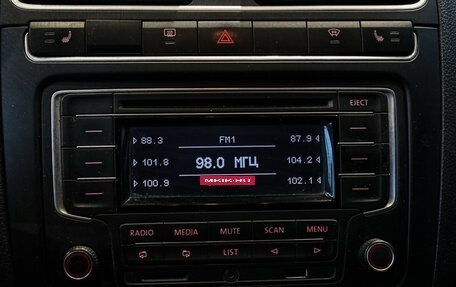 EJECT
FM1
88.3 87.9
101.8 98.0 МГЦ 104.2
100.9 102.1
RADIO MEDIA MUTE SCAN MENU
LIST